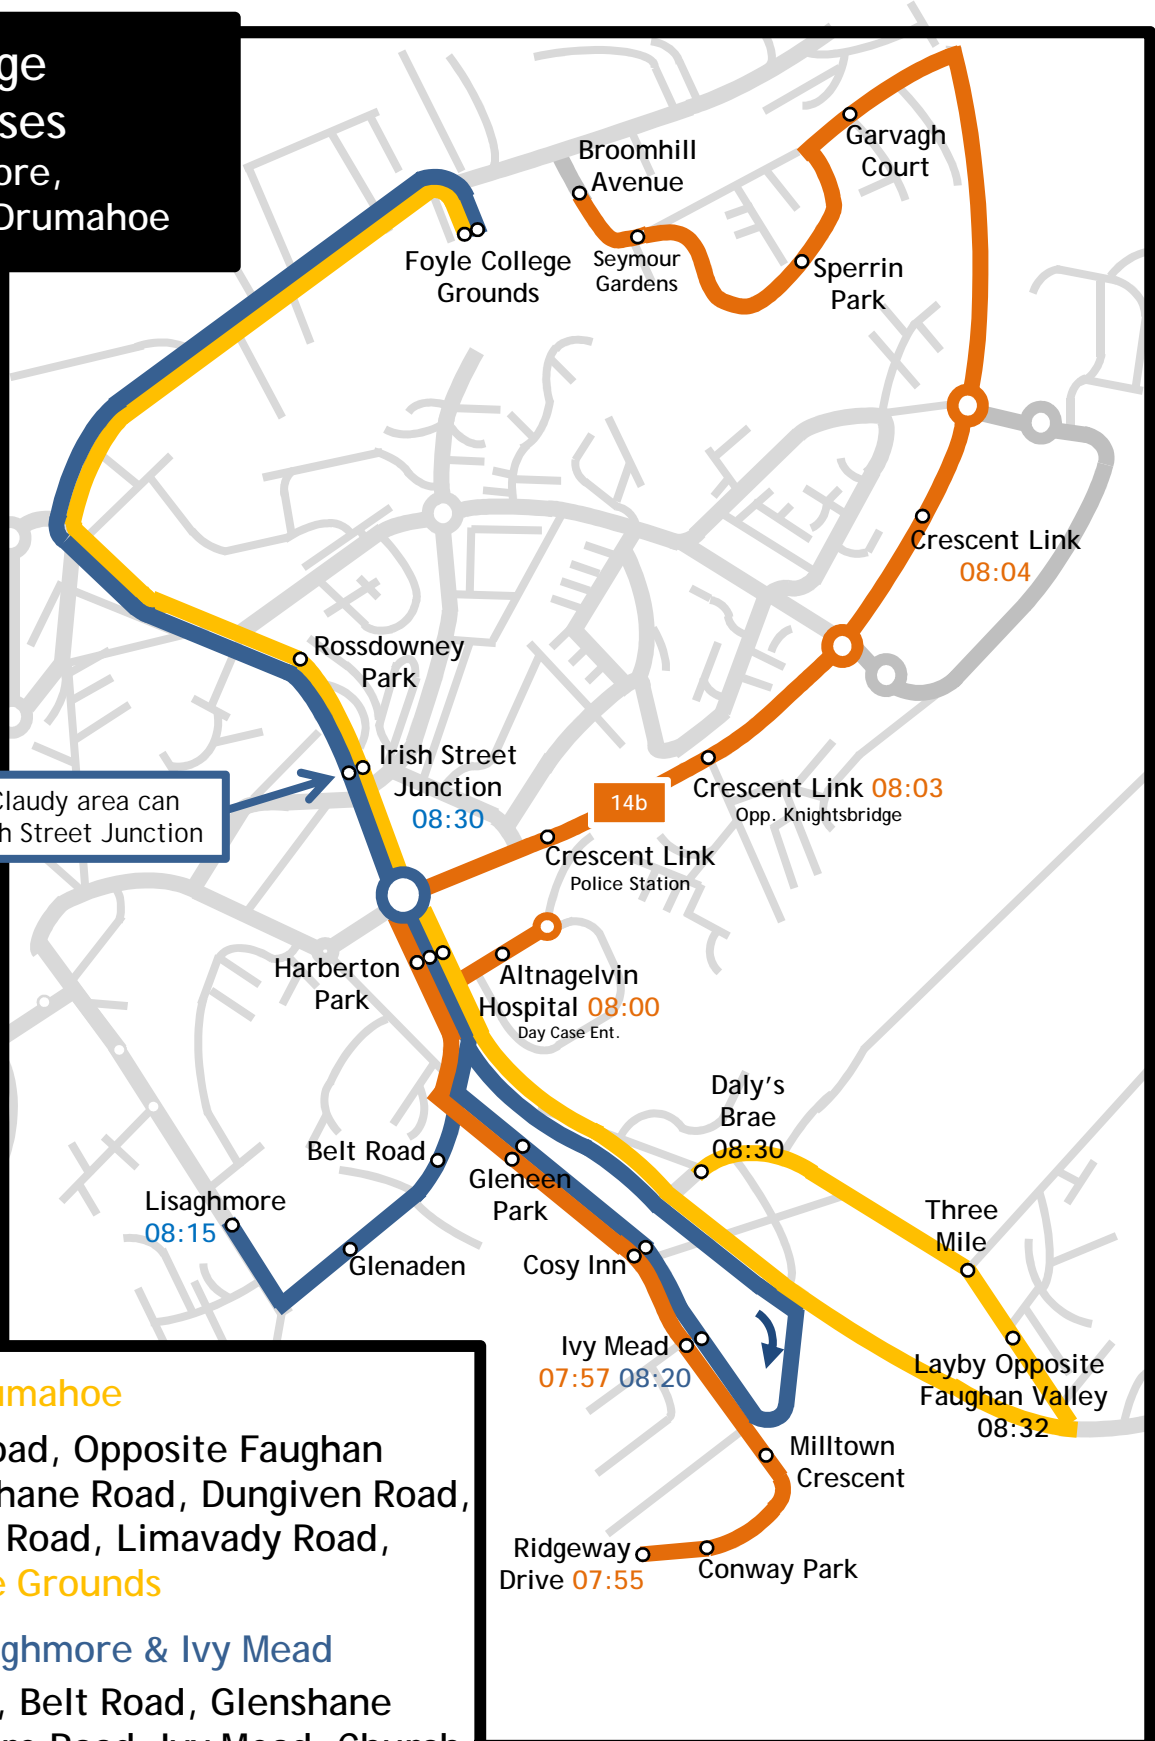 ge
ses
ore,
Drumahoe
Broomhill
Avenue
Garvagh
Court
Foyle College
Grounds
Seymour
Gardens
Sperrin
Park
Crescent Link
08:04
Rossdowney
Park
Irish Street
Junction
08:30
Claudy area can
h Street Junction
14b
Crescent Link 08:03
Opp. Knightsbridge
Crescent Link
Police Station
Harberton
Park
Altnagelvin
Hospital 08:00
Day Case Ent.
Daly's
Brae
08:30
Belt Road
Gleneen
Park
Lisaghmore
08:15
Three
Mile
Glenaden
Cosy Inn
Ivy Mead
07:57 08:20
Layby Opposite
Faughan Valley
08:32
Milltown
Crescent
Ridgeway
Drive 07:55
Conway Park
umahoe
oad, Opposite Faughan
hane Road, Dungiven Road,
Road, Limavady Road,
e Grounds
ghmore & Ivy Mead
, Belt Road, Glenshane
re Road, Ivy Mead, Church